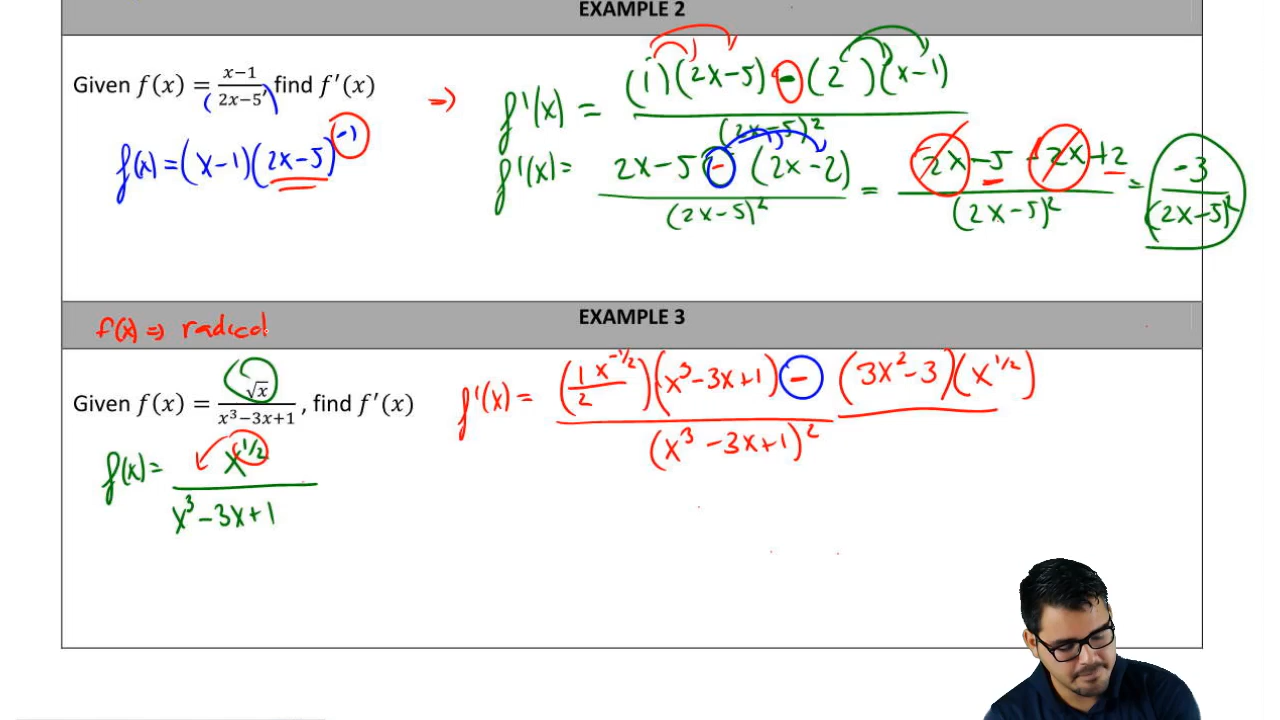 EXAMPLE 2
Given f(x) = (x−1)/(2x−5), find f′(x)
f(x) = (x−1)(2x−5)^-1
⇒ f'(x) = ((1)(2x−5) − (2)(x−1))/(2x−5)²
f'(x) = (2x−5 − (2x−2))/(2x−5)² = (2x −5 −2x +2)/(2x−5)² = −3/(2x−5)²
f(x) ⇒ radical
EXAMPLE 3
Given f(x) = √x/(x³−3x+1), find f′(x)
f(x) = x^1/2/(x³−3x+1)
f'(x) = ((1/2 x^-1/2)(x³−3x+1) − (3x²−3)(x^1/2))/(x³−3x+1)²